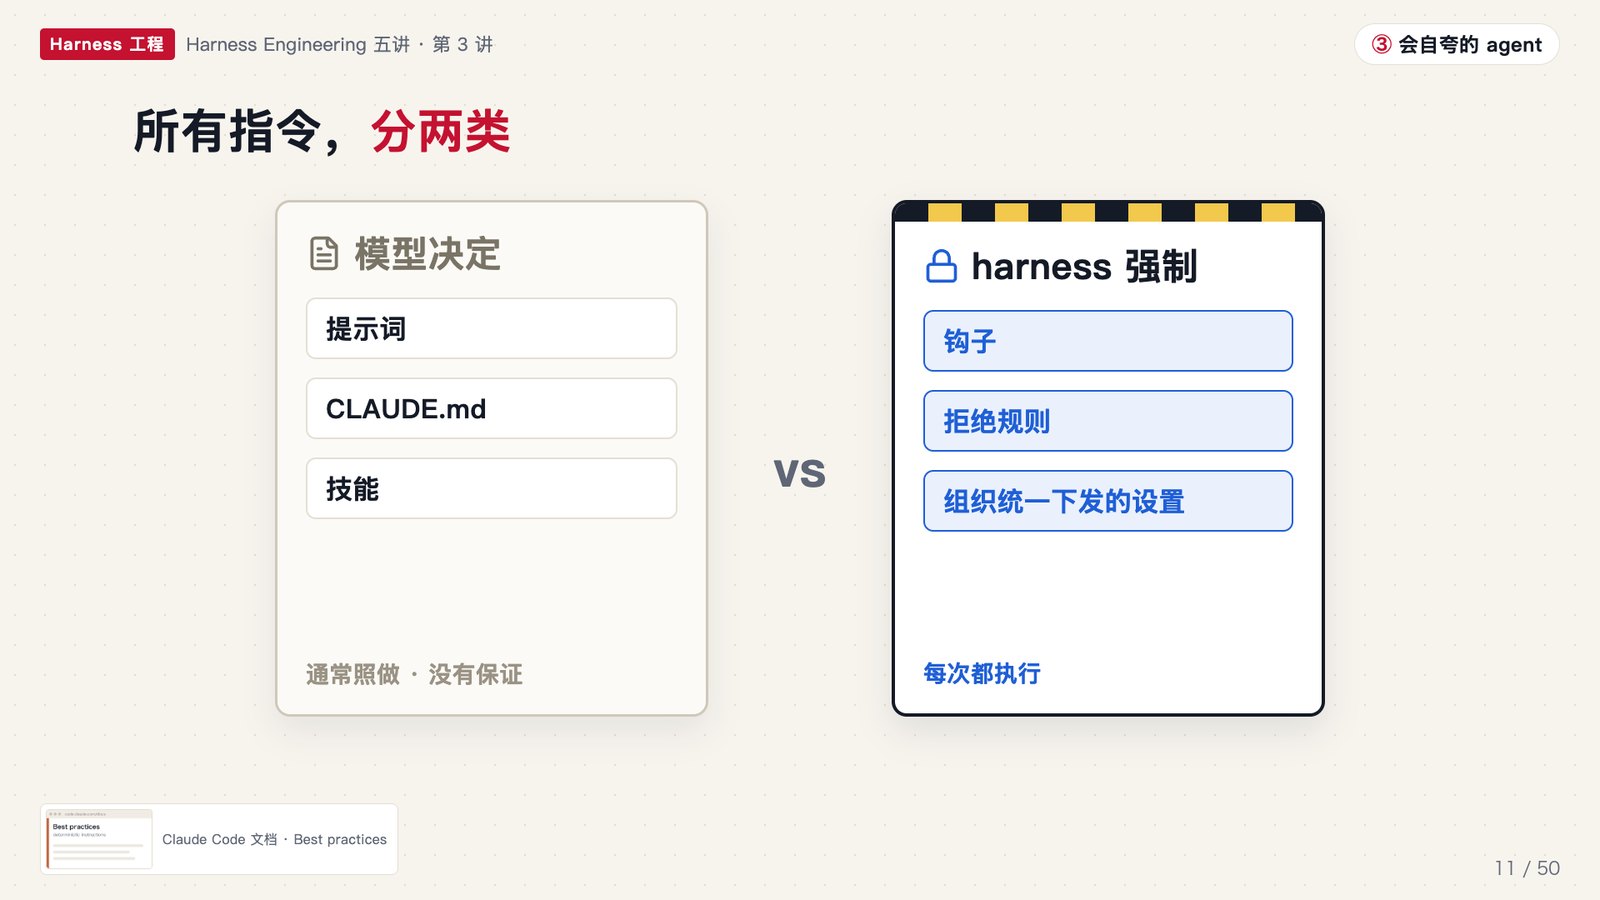 Harness 工程
Harness Engineering 五讲 · 第 3 讲
③ 会自夸的 agent
所有指令，分两类
模型决定
提示词
CLAUDE.md
技能
通常照做 · 没有保证
vs
harness 强制
钩子
拒绝规则
组织统一下发的设置
每次都执行
Best practices
Claude Code 文档 · Best practices
11 / 50